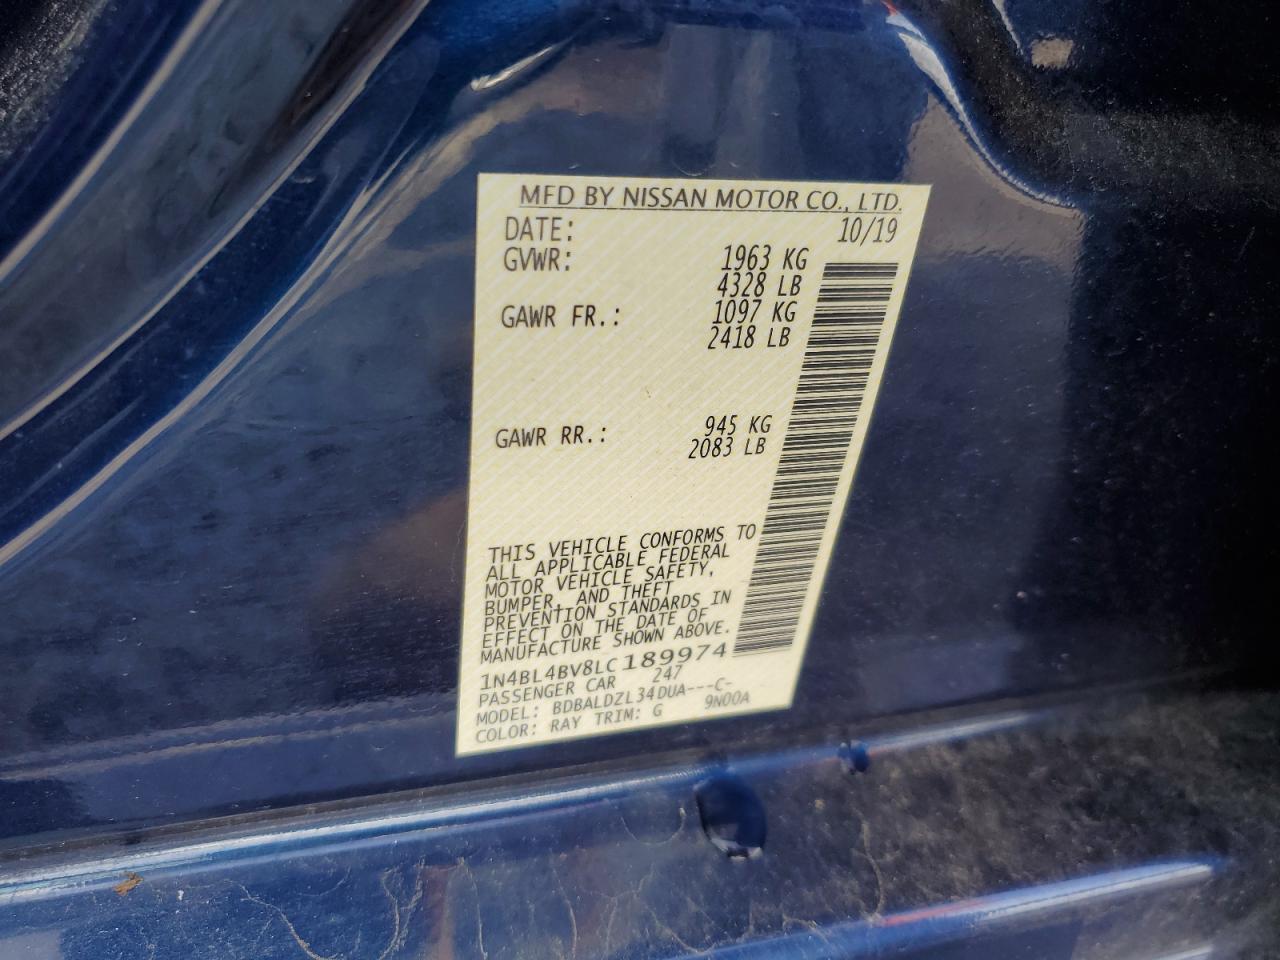 MFD BY NISSAN MOTOR CO., LTD.
DATE: 10/19
GVWR: 1963 KG
4328 LB
GAWR FR.: 1097 KG
2418 LB
GAWR RR.: 945 KG
2083 LB
THIS VEHICLE CONFORMS TO
ALL APPLICABLE FEDERAL
MOTOR VEHICLE SAFETY,
BUMPER, AND THEFT
PREVENTION STANDARDS IN
EFFECT ON THE DATE OF
MANUFACTURE SHOWN ABOVE.
1N4BL4BV8LC189974
PASSENGER CAR 247
MODEL: BDBALDZL34DUA---C-
COLOR: RAY TRIM: G 9N00A